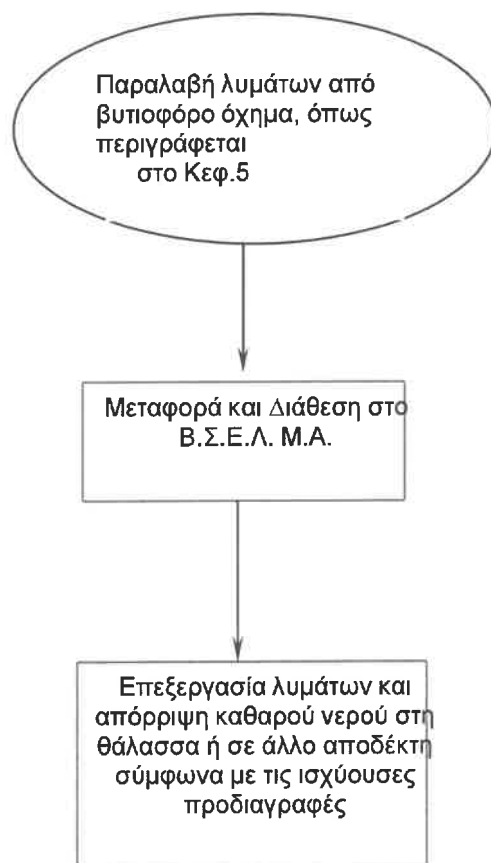 Παραλαβή λυμάτων από
βυτιοφόρο όχημα, όπως
περιγράφεται
στο Κεφ.5
Μεταφορά και Διάθεση στο
Β.Σ.Ε.Λ. Μ.Α.
Επεξεργασία λυμάτων και
απόρριψη καθαρού νερού στη
θάλασσα ή σε άλλο αποδέκτη
σύμφωνα με τις ισχύουσες
προδιαγραφές